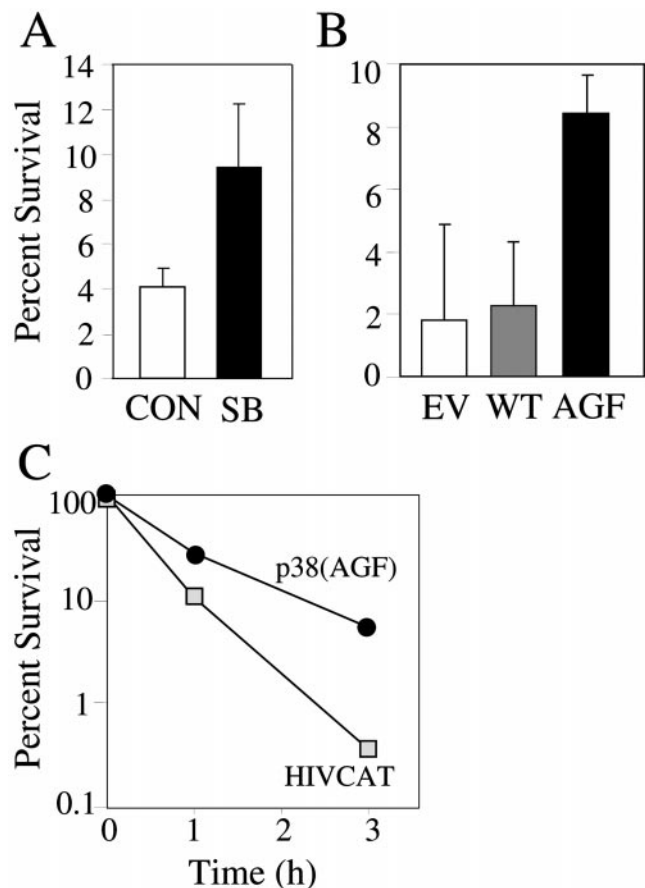 A
B
Percent Survival
14
12
10
8
6
4
2
0
CON SB
10
8
6
4
2
0
EV WT AGF
C
Percent Survival
100
10
1
0.1
p38(AGF)
HIVCAT
0 1 2 3
Time (h)